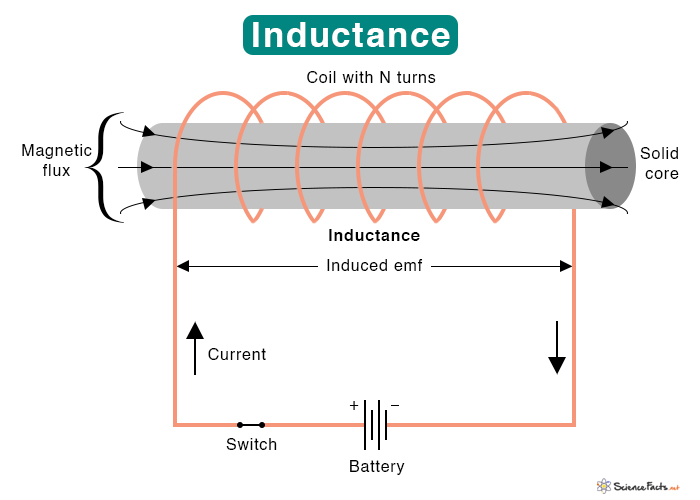 Inductance
Coil with N turns
Magnetic
flux
Solid
core
Inductance
Induced emf
Current
+ −
Switch
Battery
ScienceFacts.net